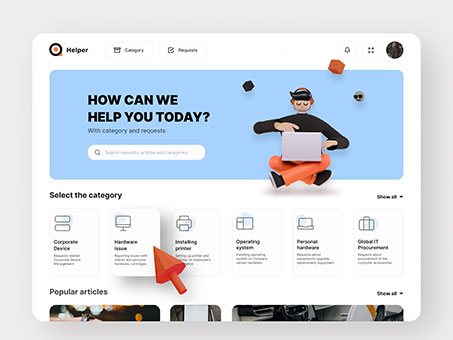 Helper
Category
Requests
HOW CAN WE
HELP YOU TODAY?
With category and requests
Search requests, articles and categories
Select the category
Show all
Corporate
Device
Requests related
Corporate Device
Management
Hardware
issue
Reporting issues with
shared and personal
hardware, cartridges
Installing
printer
Setting up printer and
printer on employee
Operating
system
Installing operating
system on Company
owned hardware
Personal
hardware
Requests about
equipment's upgrade,
replacement, equipment
Global IT
Procurement
Requests about
procurement of the
computer accessories
Popular articles
Show all